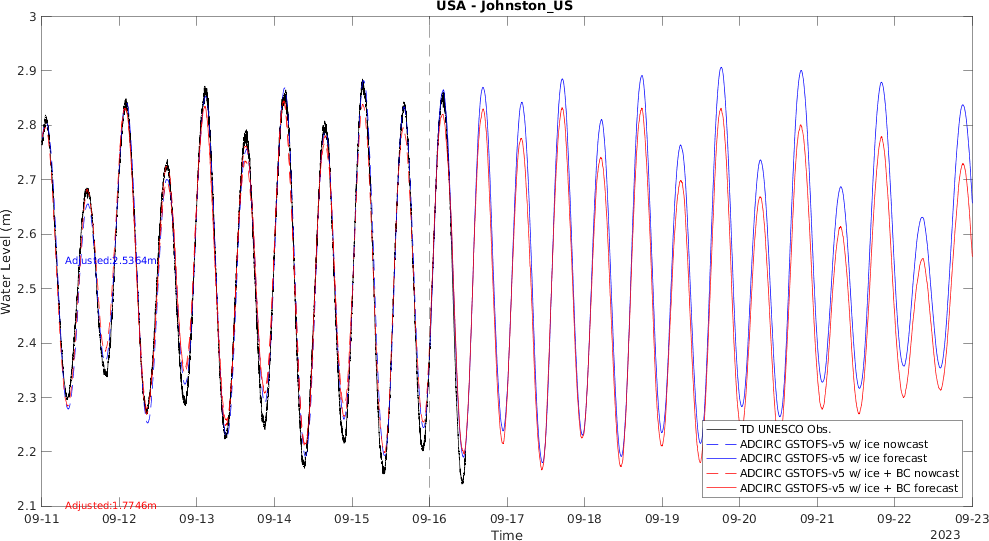 USA - Johnston_US
3
2.9
2.8
2.7
2.6
2.5
2.4
2.3
2.2
2.1
Water Level (m)
Adjusted:2.5364m
Adjusted:1.7746m
TD UNESCO Obs.
ADCIRC GSTOFS-v5 w/ ice nowcast
ADCIRC GSTOFS-v5 w/ ice forecast
ADCIRC GSTOFS-v5 w/ ice + BC nowcast
ADCIRC GSTOFS-v5 w/ ice + BC forecast
09-11 09-12 09-13 09-14 09-15 09-16 09-17 09-18 09-19 09-20 09-21 09-22 09-23
Time
2023